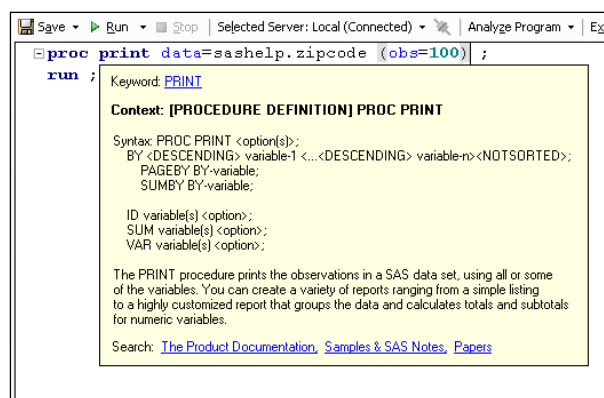 Save Run Stop Selected Server: Local (Connected) Analyze Program
proc print data=sashelp.zipcode (obs=100) ;
run ;
Keyword: PRINT
Context: [PROCEDURE DEFINITION] PROC PRINT
Syntax: PROC PRINT <option(s)>;
BY <DESCENDING> variable-1 <...<DESCENDING> variable-n><NOTSORTED>;
PAGEBY BY-variable;
SUMBY BY-variable;
ID variable(s) <option>;
SUM variable(s) <option>;
VAR variable(s) <option>;
The PRINT procedure prints the observations in a SAS data set, using all or some
of the variables. You can create a variety of reports ranging from a simple listing
to a highly customized report that groups the data and calculates totals and subtotals
for numeric variables.
Search: The Product Documentation, Samples & SAS Notes, Papers